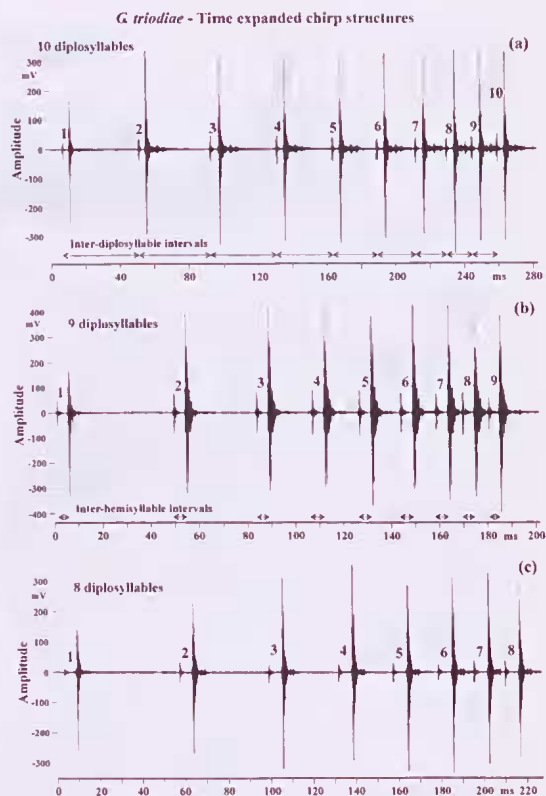 G. triodiae - Time expanded chirp structures
(a)
10 diplosyllables
mV
300
200
100
0
-100
-200
-300
Amplitude
1 2 3 4 5 6 7 8 9 10
Inter-diplosyllable intervals
0 40 80 120 160 200 240 ms 280
(b)
9 diplosyllables
400
mV
300
200
100
0
-100
-200
-300
-400
Amplitude
1 2 3 4 5 6 7 8 9
Inter-hemisyllable intervals
0 20 40 60 80 100 120 140 160 180 ms 200
(c)
8 diplosyllables
300
mV
200
100
0
-100
-200
-300
Amplitude
1 2 3 4 5 6 7 8
0 20 40 60 80 100 120 140 160 180 200 ms 220